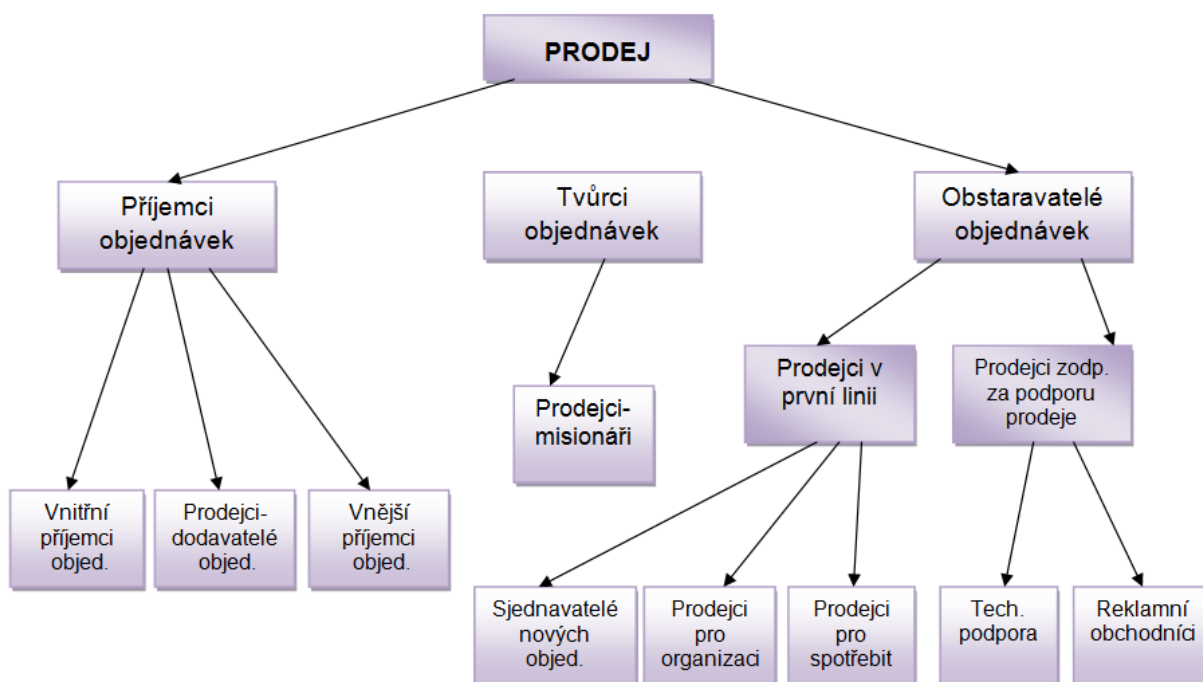 PRODEJ
Příjemci
objednávek
Tvůrci
objednávek
Obstaravatelé
objednávek
Prodejci v
první linii
Prodejci zodp.
za podporu
prodeje
Prodejci-
misionáři
Vnitřní
příjemci
objed.
Prodejci-
dodavatelé
objed.
Vnější
příjemci
objed.
Sjednavatelé
nových
objed.
Prodejci
pro
organizaci
Prodejci
pro
spotřebit
Tech.
podpora
Reklamní
obchodníci